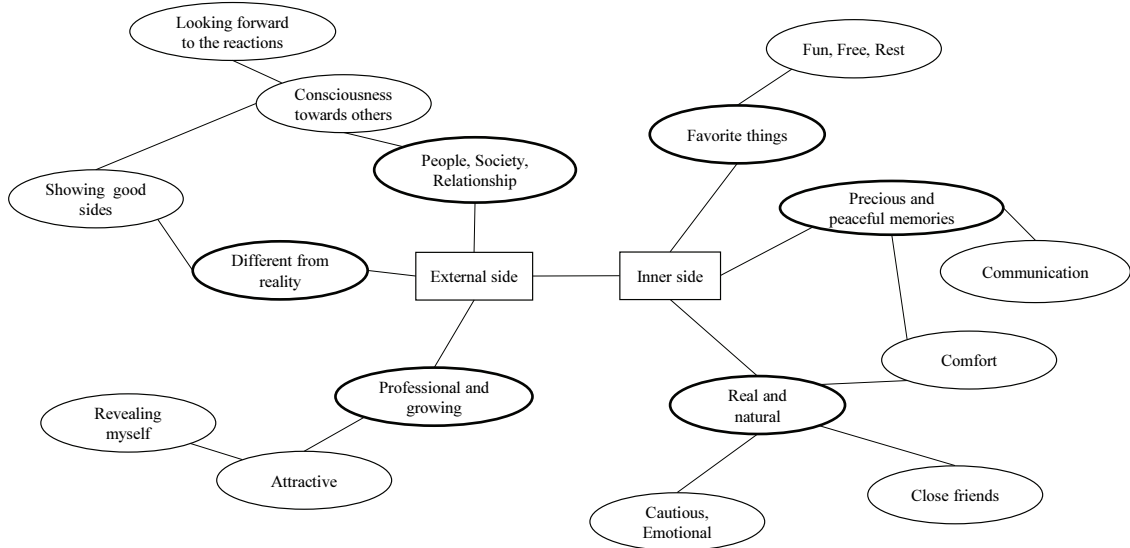 Looking forward
to the reactions
Fun, Free, Rest
Consciousness
towards others
Favorite things
People, Society,
Relationship
Showing good
sides
Precious and
peaceful memories
Different from
reality
External side
Inner side
Communication
Comfort
Professional and
growing
Real and
natural
Revealing
myself
Attractive
Close friends
Cautious,
Emotional